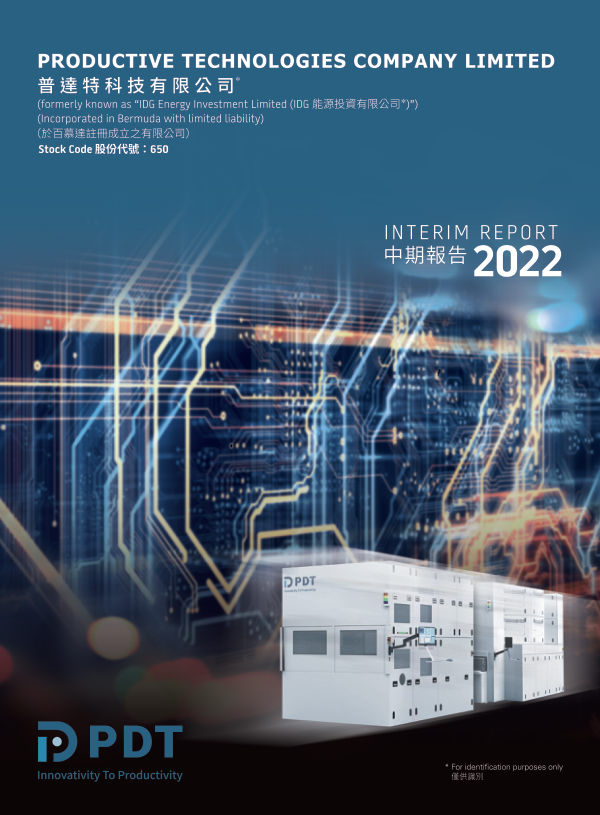 PRODUCTIVE TECHNOLOGIES COMPANY LIMITED
普達特科技有限公司*
(formerly known as “IDG Energy Investment Limited (IDG 能源投資有限公司*)”)
(Incorporated in Bermuda with limited liability)
(於百慕達註冊成立之有限公司)
Stock Code 股份代號：650
INTERIM REPORT
中期報告 2022
PDT
Innovativity To Productivity
PDT
Innovativity To Productivity
* For identification purposes only
僅供識別